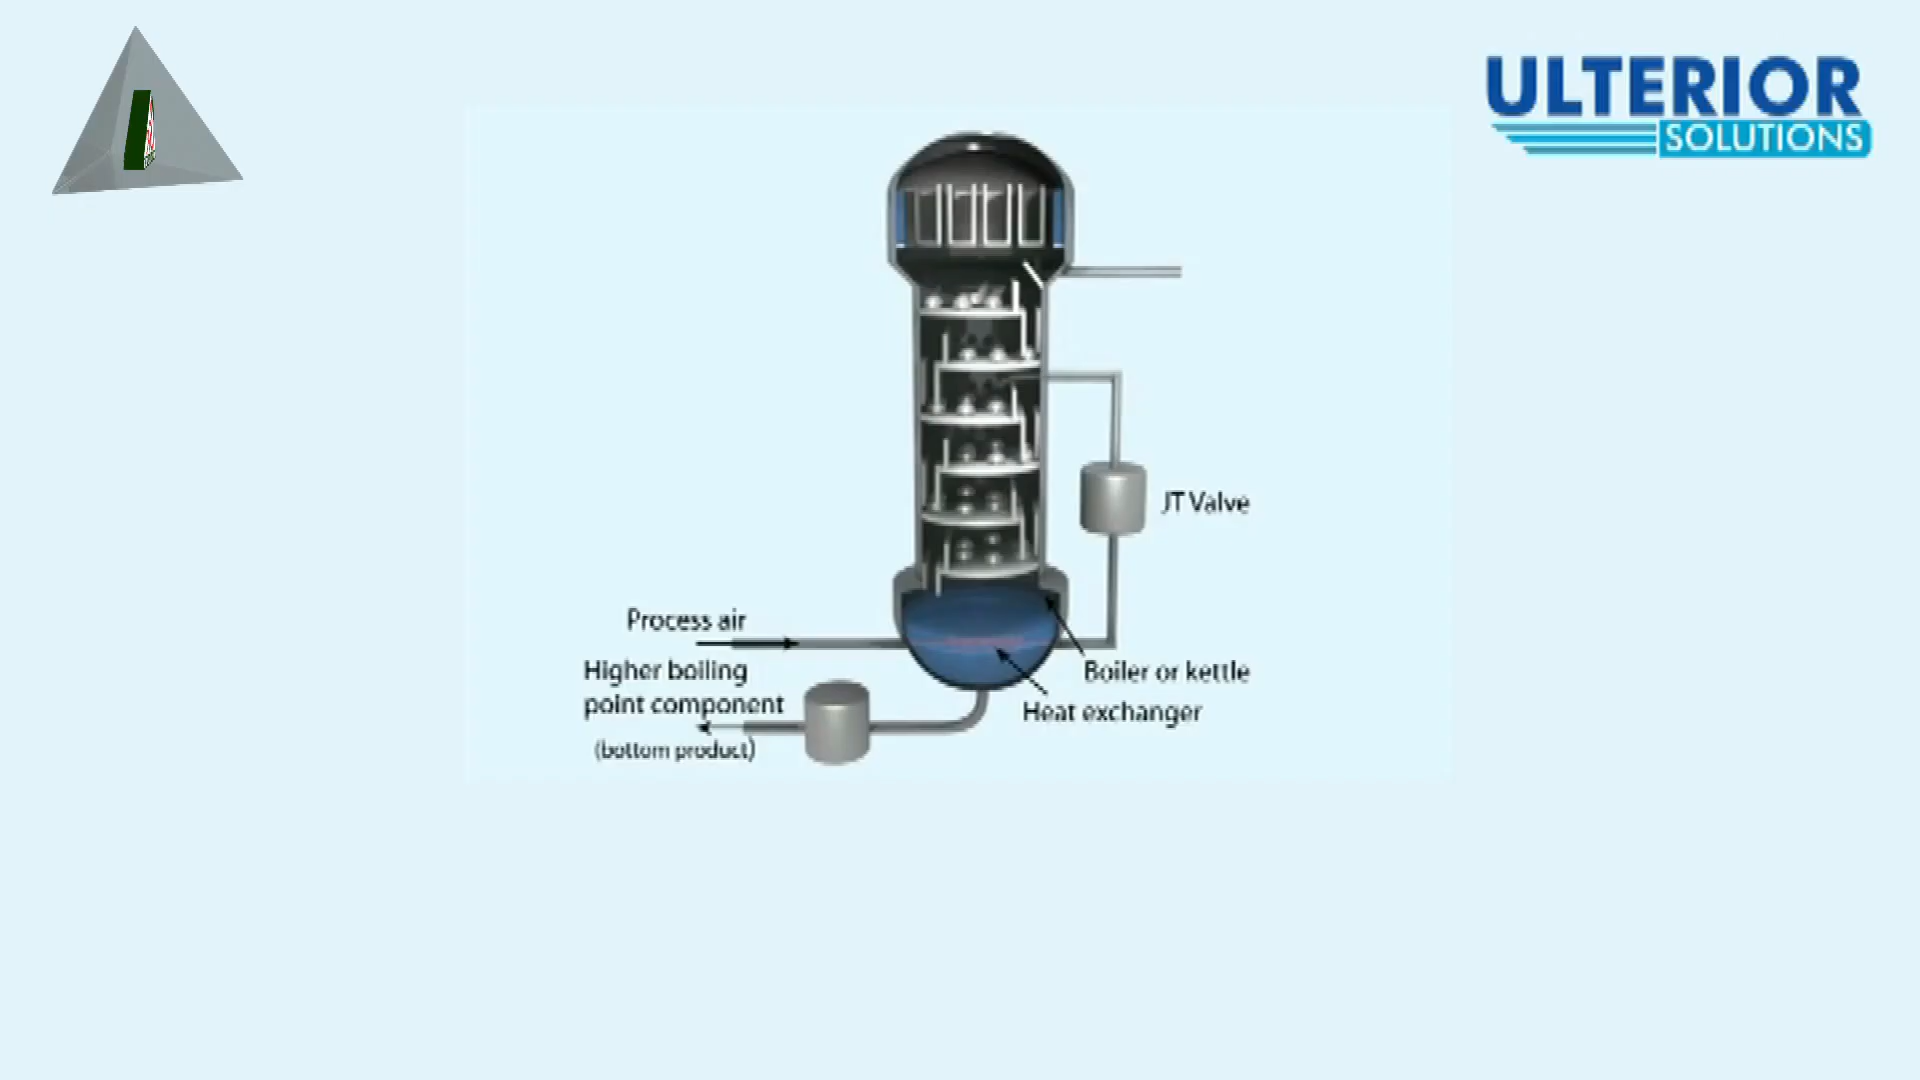 ULTERIOR
SOLUTIONS
JT Valve
Process air
Higher boiling
point component
(bottom product)
Boiler or kettle
Heat exchanger